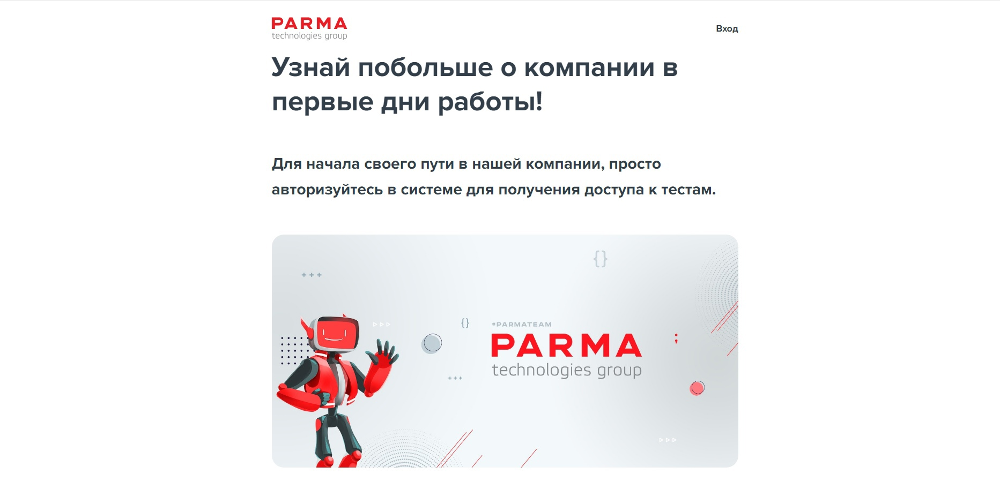 PARMA
technologies group
Вход
Узнай побольше о компании в
первые дни работы!
Для начала своего пути в нашей компании, просто
авторизуйтесь в системе для получения доступа к тестам.
{}
+++
{}
#PARMATEAM
PARMA
technologies group
;
+++